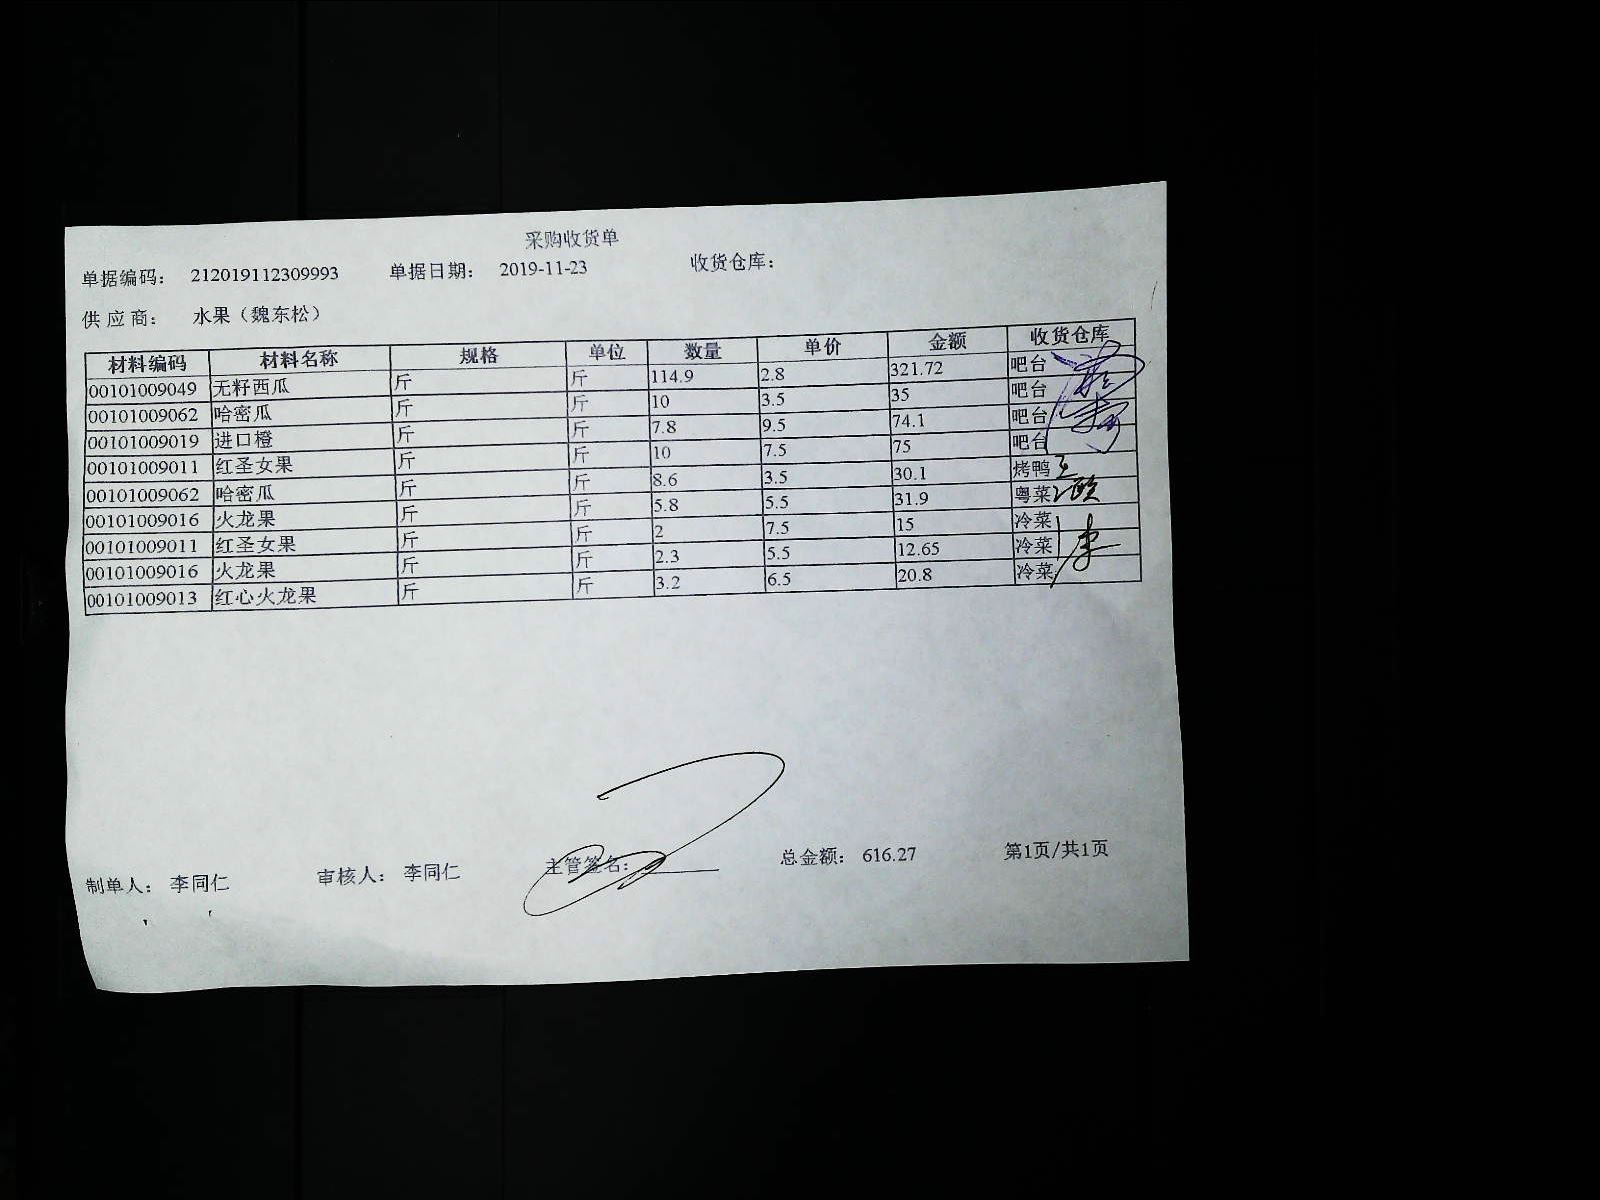 采购收货单
单据编码： 212019112309993 单据日期： 2019-11-23 收货仓库：
供应商： 水果（魏东松）
材料编码 材料名称 规格 单位 数量 单价 金额 收货仓库
00101009049 无籽西瓜 斤 斤 114.9 2.8 321.72 吧台
00101009062 哈密瓜 斤 斤 10 3.5 35 吧台
00101009019 进口橙 斤 斤 7.8 9.5 74.1 吧台
00101009011 红圣女果 斤 斤 10 7.5 75 吧台
00101009062 哈密瓜 斤 斤 8.6 3.5 30.1 烤鸭
00101009016 火龙果 斤 斤 5.8 5.5 31.9 粤菜
00101009011 红圣女果 斤 斤 2 7.5 15 冷菜
00101009016 火龙果 斤 斤 2.3 5.5 12.65 冷菜
00101009013 红心火龙果 斤 斤 3.2 6.5 20.8 冷菜
制单人： 李同仁 审核人： 李同仁 主管签名： 总金额： 616.27 第1页/共1页